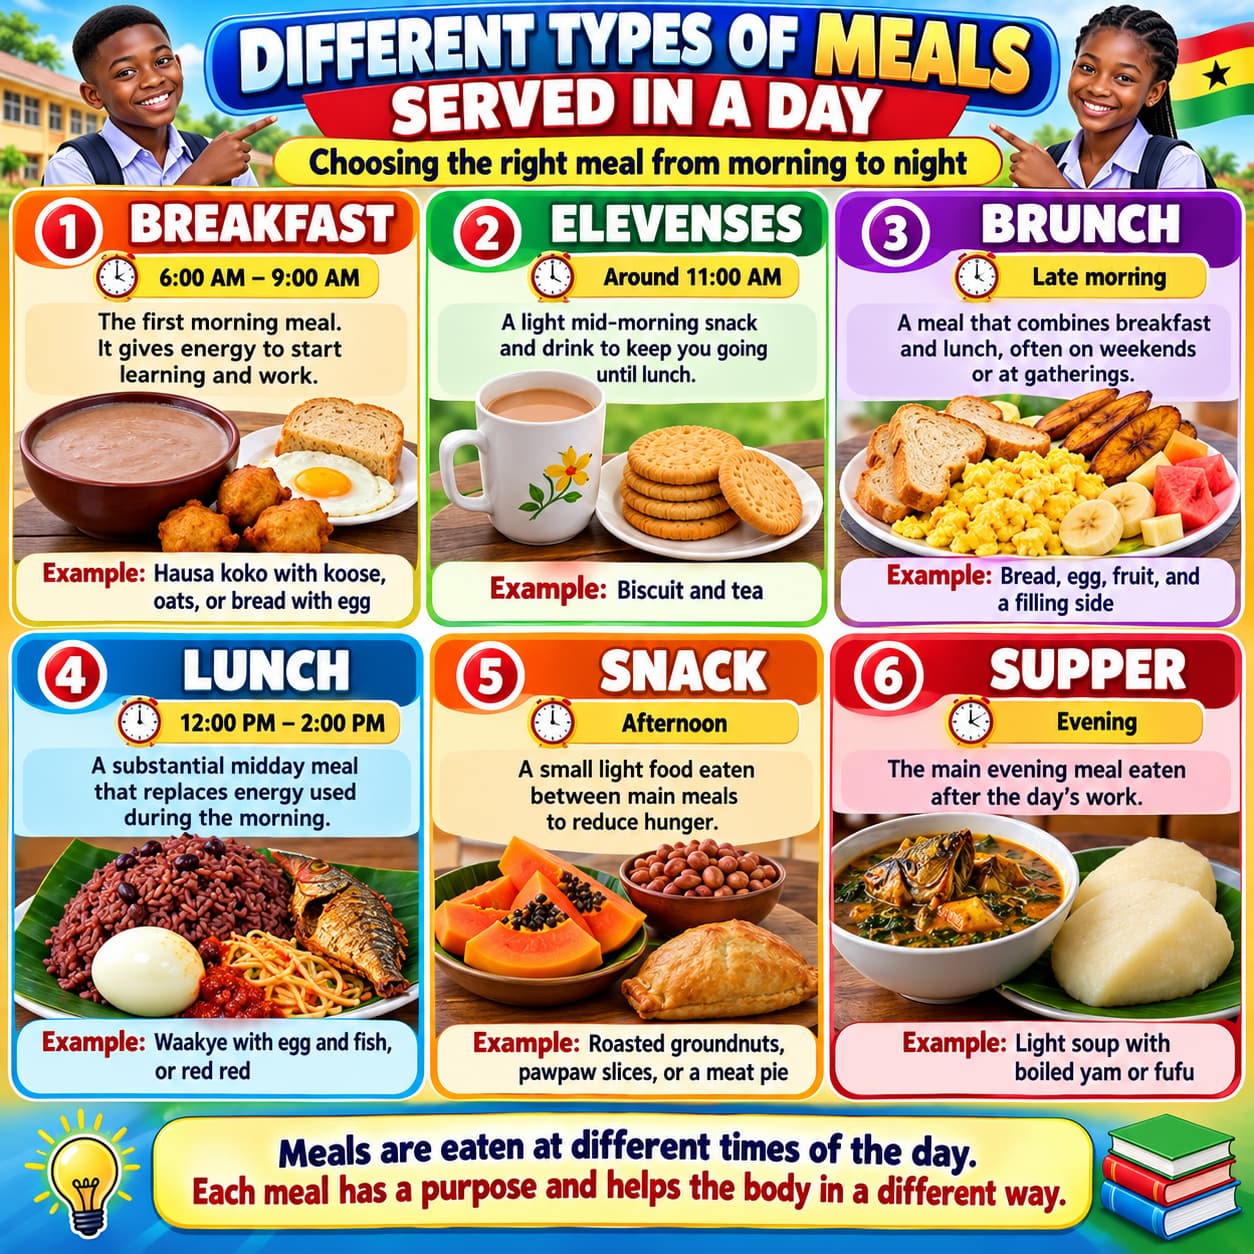 DIFFERENT TYPES OF MEALS
SERVED IN A DAY
Choosing the right meal from morning to night
1 BREAKFAST
6:00 AM – 9:00 AM
The first morning meal.
It gives energy to start
learning and work.
Example: Hausa koko with koose,
oats, or bread with egg
2 ELEVENSES
Around 11:00 AM
A light mid-morning snack
and drink to keep you going
until lunch.
Example: Biscuit and tea
3 BRUNCH
Late morring
A meal that combines breakfast
and lunch, often on weekends
or at gatherings.
Example: Bread, egg, fruit, and
a filling side
4 LUNCH
12:00 PM – 2:00 PM
A substantial midday meal
that replaces energy used
during the morning.
Example: Waakye with egg and fish,
or red red
5 SNACK
Afternoon
A small light food eaten
between main meals
to reduce hunger.
Example: Roasted groundnuts,
pawpaw slices, or a meat pie
6 SUPPER
Evening
The main evening meal eaten
after the day's work.
Example: Light soup with
boiled yam or fufu
Meals are eaten at different times of the day.
Each meal has a purpose and helps the body in a different way.